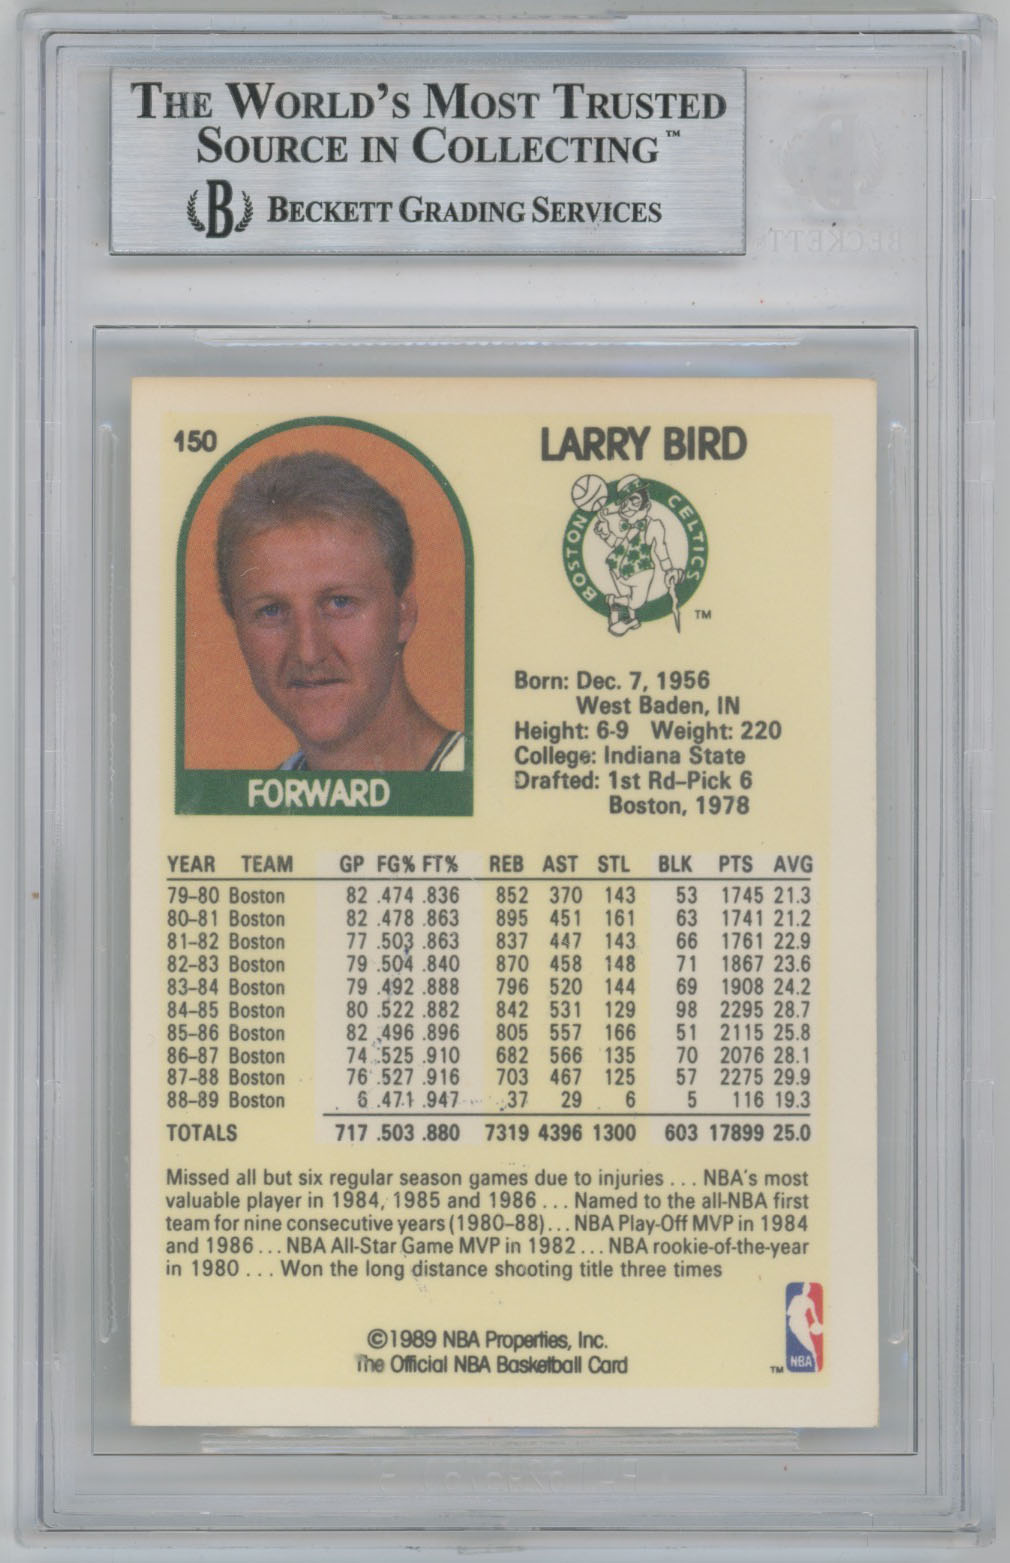 THE WORLD'S MOST TRUSTED
SOURCE IN COLLECTING™
B BECKETT GRADING SERVICES
BECKETT
150
LARRY BIRD
BOSTON CELTICS
TM
Born: Dec. 7, 1956
West Baden, IN
Height: 6-9 Weight: 220
College: Indiana State
Drafted: 1st Rd–Pick 6
Boston, 1978
FORWARD
YEAR TEAM GP FG% FT% REB AST STL BLK PTS AVG
79–80 Boston 82 .474 .836 852 370 143 53 1745 21.3
80–81 Boston 82 .478 .863 895 451 161 63 1741 21.2
81–82 Boston 77 .503 .863 837 447 143 66 1761 22.9
82–83 Boston 79 .504 .840 870 458 148 71 1867 23.6
83–84 Boston 79 .492 .888 796 520 144 69 1908 24.2
84–85 Boston 80 .522 .882 842 531 129 98 2295 28.7
85–86 Boston 82 .496 .896 805 557 166 51 2115 25.8
86–87 Boston 74 .525 .910 682 566 135 70 2076 28.1
87–88 Boston 76 .527 .916 703 467 125 57 2275 29.9
88–89 Boston 6 .471 .947 37 29 6 5 116 19.3
TOTALS 717 .503 .880 7319 4396 1300 603 17899 25.0
Missed all but six regular season games due to injuries . . . NBA's most
valuable player in 1984, 1985 and 1986 . . . Named to the all-NBA first
team for nine consecutive years (1980–88) . . . NBA Play-Off MVP in 1984
and 1986 . . . NBA All-Star Game MVP in 1982 . . . NBA rookie-of-the-year
in 1980 . . . Won the long distance shooting title three times
©1989 NBA Properties, Inc.
The Official NBA Basketball Card
TM NBA